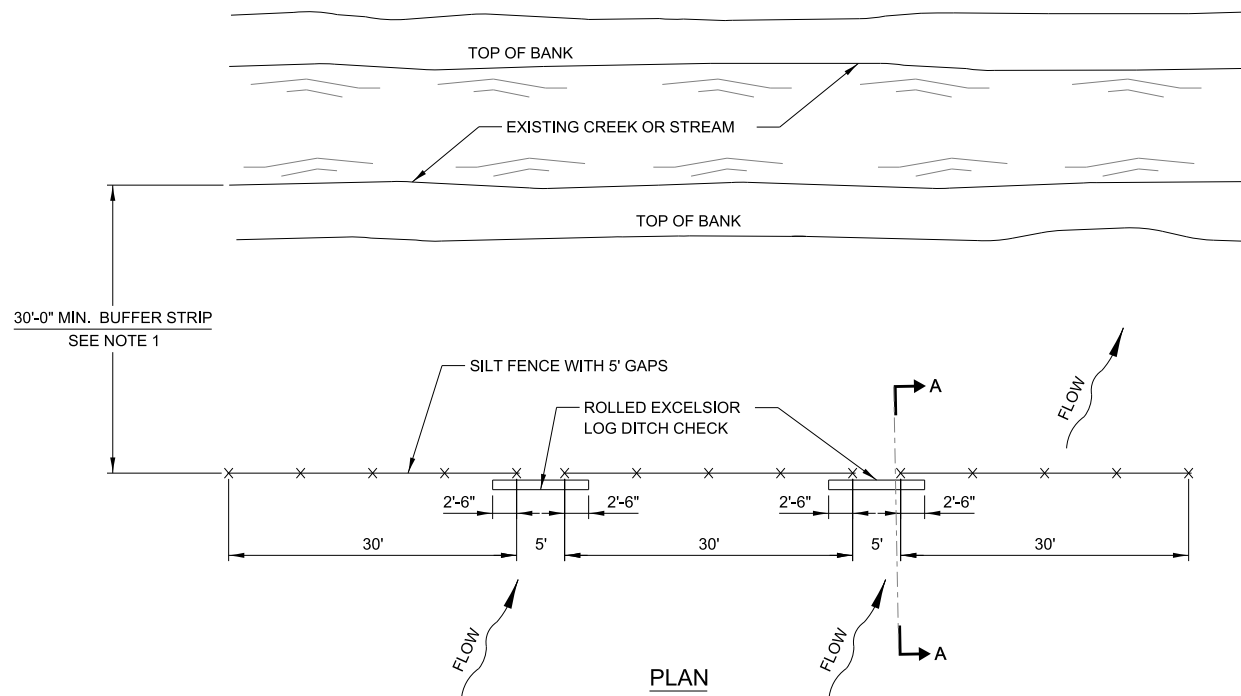 TOP OF BANK
EXISTING CREEK OR STREAM
TOP OF BANK
30'-0" MIN. BUFFER STRIP
SEE NOTE 1
SILT FENCE WITH 5' GAPS
ROLLED EXCELSIOR
LOG DITCH CHECK
A
FLOW
2'-6" 2'-6" 2'-6" 2'-6"
30' 5' 30' 5' 30'
FLOW
FLOW
A
PLAN